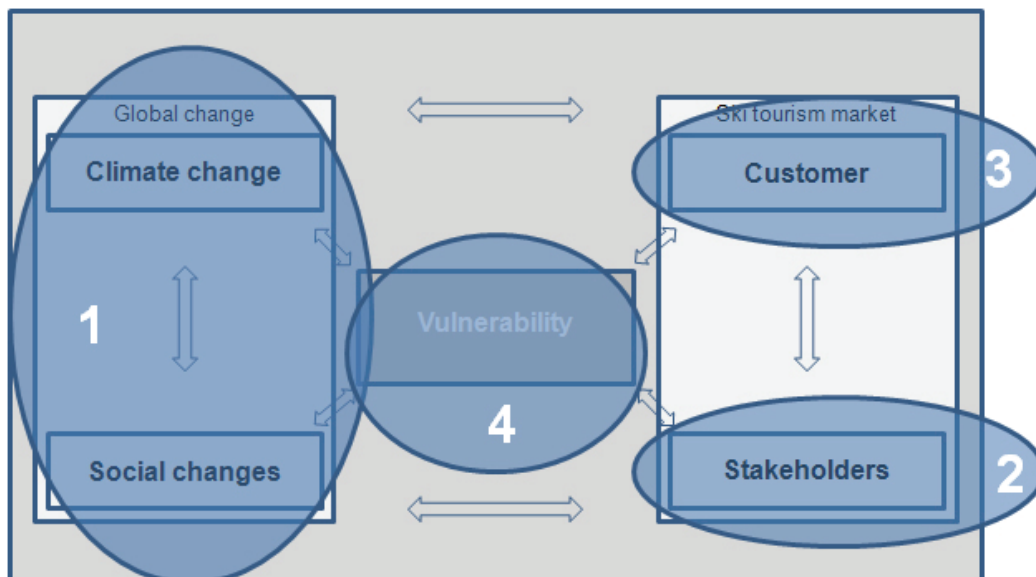 Global change
Climate change
1
Social changes
Vulnerability
4
Ski tourism market
Customer
3
Stakeholders
2